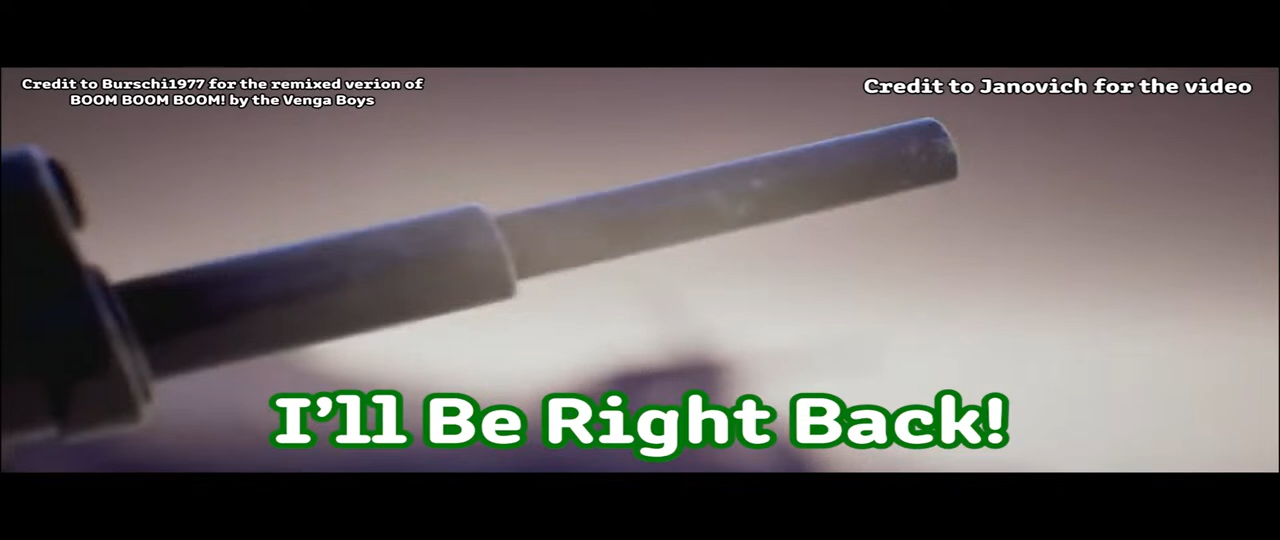 Credit to Burschi1977 for the remixed verion of
BOOM BOOM BOOM! by the Venga Boys
Credit to Janovich for the video
I'll Be Right Back!